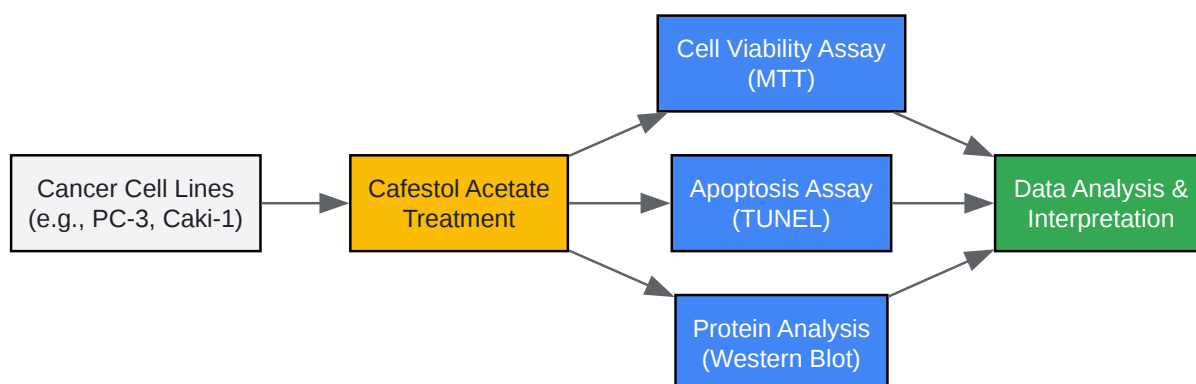 Cell Viability Assay
(MTT)
Cancer Cell Lines
(e.g., PC-3, Caki-1)
Cafestol Acetate
Treatment
Apoptosis Assay
(TUNEL)
Data Analysis &
Interpretation
Protein Analysis
(Western Blot)